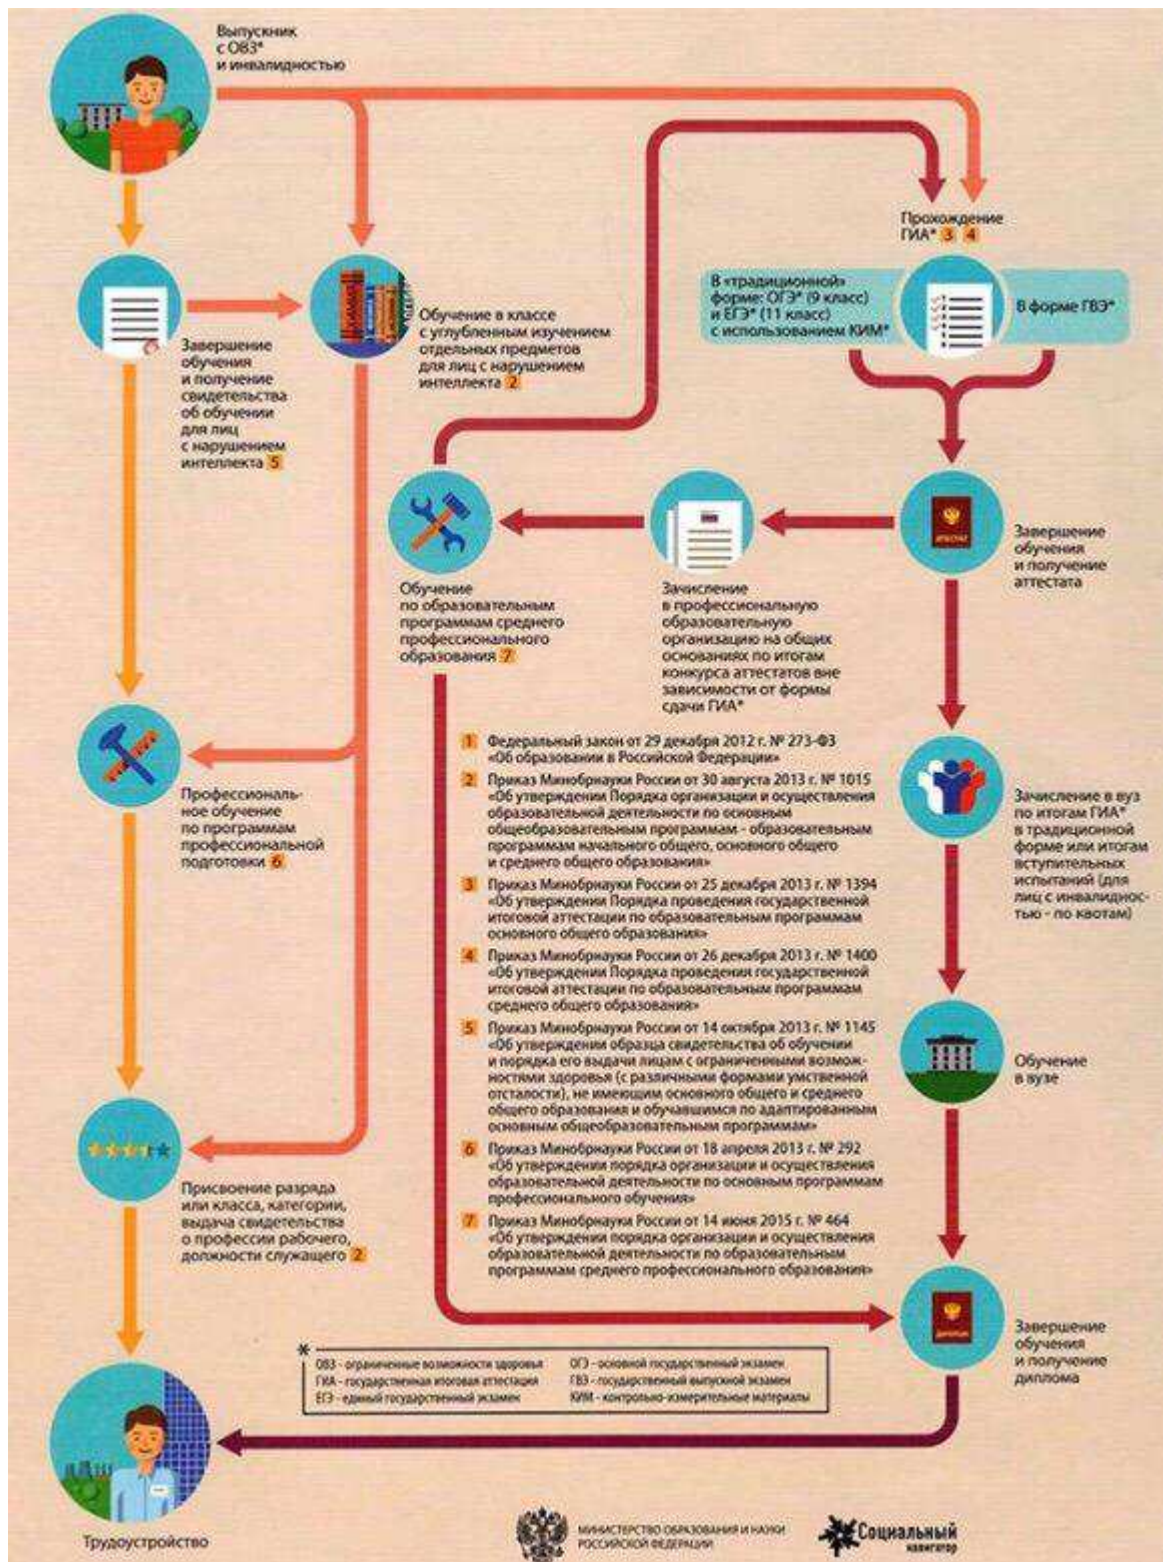 Выпускник
с ОВЗ*
и инвалидностью
Прохождение
ГИА* 3 4
В «традиционной»
форме: ОГЭ* (9 класс)
и ЕГЭ* (11 класс)
с использованием КИМ*
В форме ГВЭ*
Обучение в классе
с углубленным изучением
отдельных предметов
для лиц с нарушением
интеллекта 2
Завершение
обучения
и получение
свидетельства
об обучении
для лиц
с нарушением
интеллекта 5
АТТЕСТАТ
Завершение
обучения
и получение
аттестата
Зачисление
в профессиональную
образовательную
организацию на общих
основаниях по итогам
конкурса аттестатов вне
зависимости от формы
сдачи ГИА*
Обучение
по образовательным
программам среднего
профессионального
образования 7
Профессиональ-
ное обучение
по программам
профессиональной
подготовки 6
Зачисление в вуз
по итогам ГИА*
в традиционной
форме или итогам
вступительных
испытаний (для
лиц с инвалиднос-
тью - по квотам)
1 Федеральный закон от 29 декабря 2012 г. № 273-ФЗ
«Об образовании в Российской Федерации»
2 Приказ Минобрнауки России от 30 августа 2013 г. № 1015
«Об утверждении Порядка организации и осуществления
образовательной деятельности по основным
общеобразовательным программам - образовательным
программам начального общего, основного общего
и среднего общего образования»
3 Приказ Минобрнауки России от 25 декабря 2013 г. № 1394
«Об утверждении Порядка проведения государственной
итоговой аттестации по образовательным программам
основного общего образования»
4 Приказ Минобрнауки России от 26 декабря 2013 г. № 1400
«Об утверждении Порядка проведения государственной
итоговой аттестации по образовательным программам
среднего общего образования»
5 Приказ Минобрнауки России от 14 октября 2013 г. № 1145
«Об утверждении образца свидетельства об обучении
и порядка его выдачи лицам с ограниченными возмож-
ностями здоровья (с различными формами умственной
отсталости), не имеющим основного общего и среднего
общего образования и обучавшимся по адаптированным
основным общеобразовательным программам»
6 Приказ Минобрнауки России от 18 апреля 2013 г. № 292
«Об утверждении порядка организации и осуществления
образовательной деятельности по основным программам
профессионального обучения»
7 Приказ Минобрнауки России от 14 июня 2015 г. № 464
«Об утверждении порядка организации и осуществления
образовательной деятельности по образовательным
программам среднего профессионального образования»
Обучение
в вузе
Присвоение разряда
или класса, категории,
выдача свидетельства
о профессии рабочего,
должности служащего 2
ДИПЛОМ
Завершение
обучения
и получение
диплома
*
ОВЗ - ограниченные возможности здоровья
ГИА - государственная итоговая аттестация
ЕГЭ - единый государственный экзамен
ОГЭ - основной государственный экзамен
ГВЭ - государственный выпускной экзамен
КИМ - контрольно-измерительные материалы
Трудоустройство
МИНИСТЕРСТВО ОБРАЗОВАНИЯ И НАУКИ
РОССИЙСКОЙ ФЕДЕРАЦИИ
Социальный
навигатор